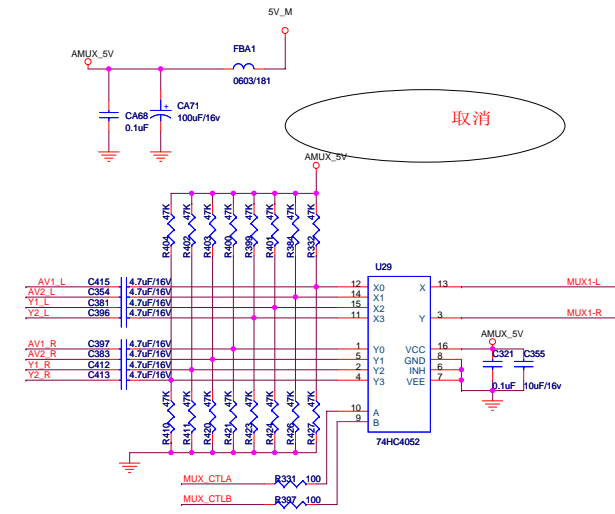 5V_M
FBA1
AMUX_5V
0603/181
CA68
0.1uF
CA71
100uF/16v
取消
AMUX_5V
47K 47K 47K 47K 47K 47K 47K 47K
R404 R402 R403 R400 R399 R401 R384 R332
U29
AV1_L C415 4.7uF/16V 12 X0 X 13 MUX1-L
AV2_L C354 4.7uF/16V 14 X1
Y1_L C381 4.7uF/16V 15 X2
Y2_L C396 4.7uF/16V 11 X3 Y 3 MUX1-R
AMUX_5V
AV1_R C397 4.7uF/16V 1 Y0 VCC 16
AV2_R C383 4.7uF/16V 5 Y1 GND 8 C321 C355
Y1_R C412 4.7uF/16V 2 Y2 INH 6
Y2_R C413 4.7uF/16V 4 Y3 VEE 7
0.1uF 10uF/16v
47K 47K 47K 47K 47K 47K 47K 47K
R410 R411 R420 R421 R423 R424 R426 R427
10 A
9 B
74HC4052
MUX_CTLA R331 100
MUX_CTLB R397 100